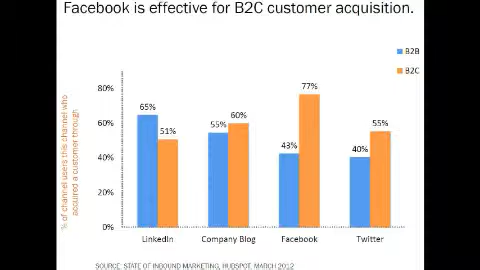 Facebook is effective for B2C customer acquisition.
B2B
B2C
% of channel users this channel who
acquired a customer through
80%
60%
40%
20%
0%
65%
51%
55%
60%
43%
77%
40%
55%
LinkedIn
Company Blog
Facebook
Twitter
SOURCE: STATE OF INBOUND MARKETING, HUBSPOT, MARCH 2012